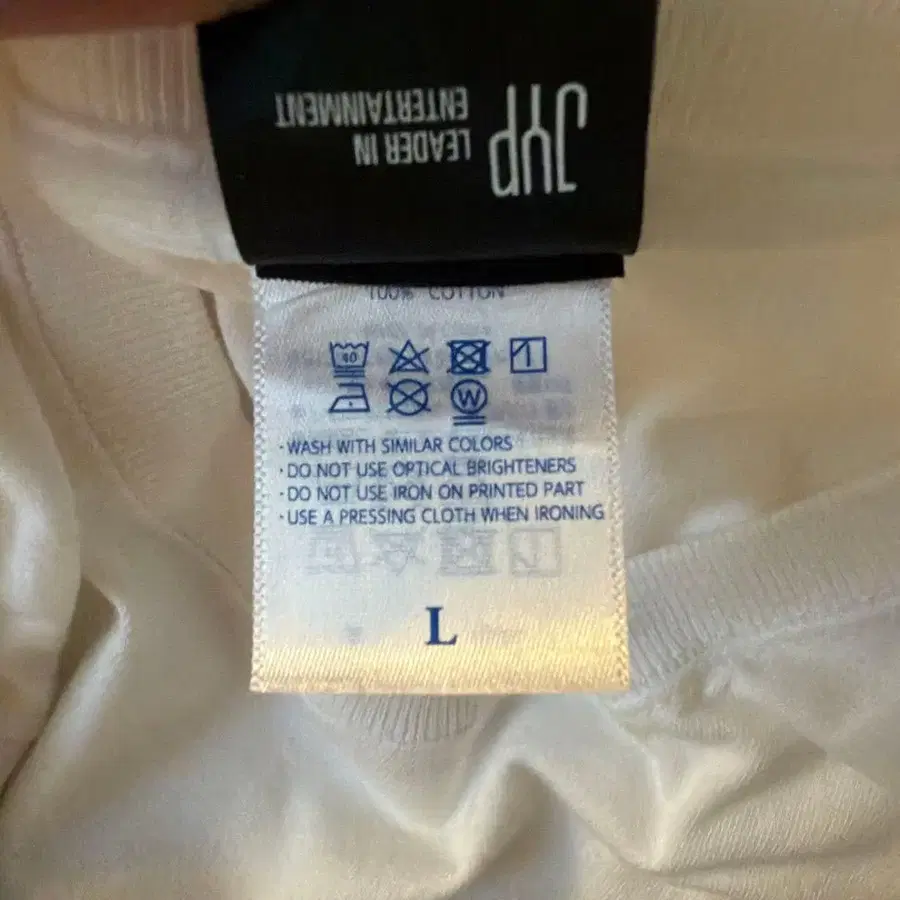 JYP
LEADER IN
ENTERTAINMENT
100% COTTON
40
W
· WASH WITH SIMILAR COLORS
· DO NOT USE OPTICAL BRIGHTENERS
· DO NOT USE IRON ON PRINTED PART
· USE A PRESSING CLOTH WHEN IRONING
L